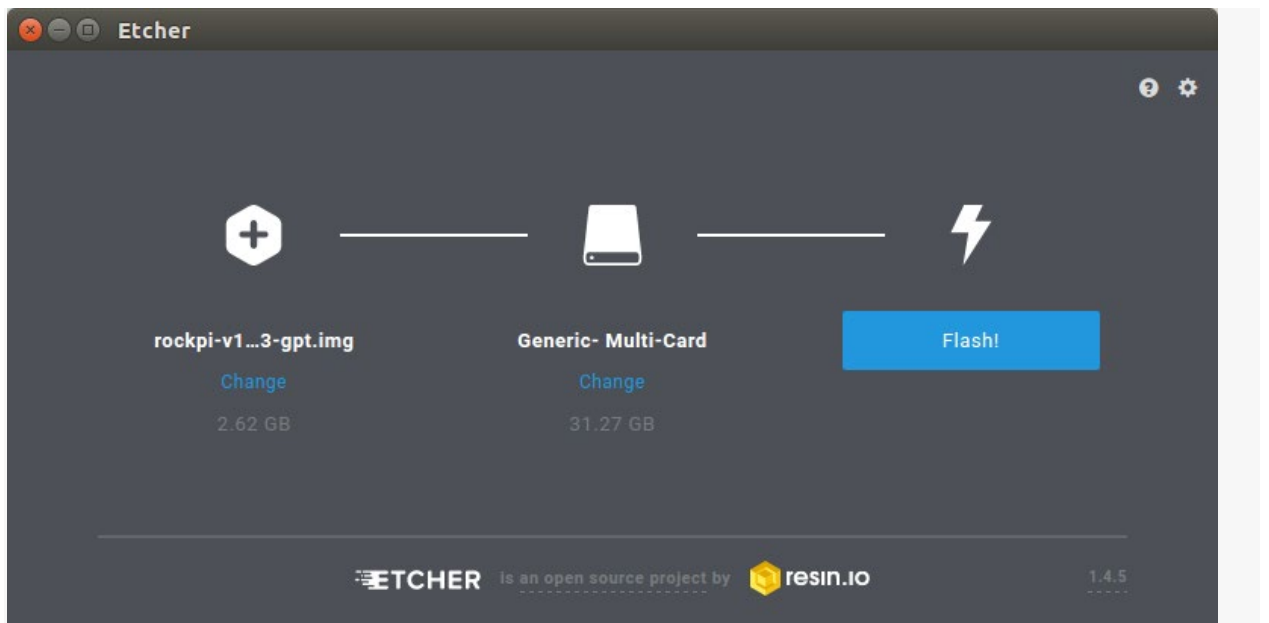 Etcher
rockpi-v1...3-gpt.img
Generic- Multi-Card
Flash!
Change
Change
2.62 GB
31.27 GB
ETCHER is an open source project by resin.io
1.4.5